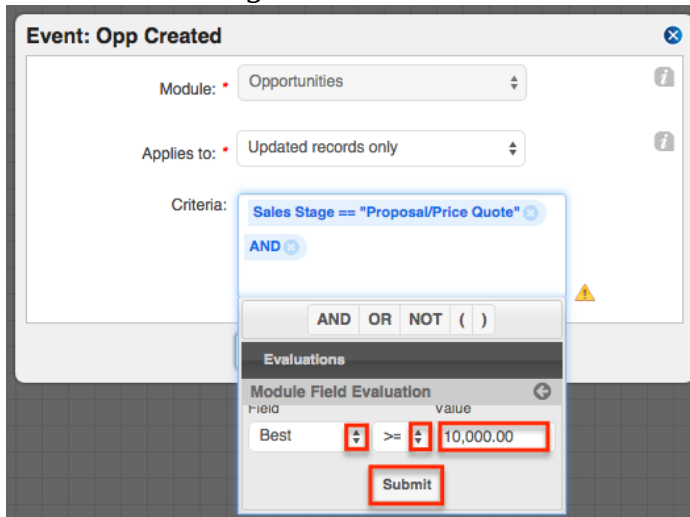 Event: Opp Created
Module: * Opportunities
Applies to: * Updated records only
Criteria: Sales Stage == "Proposal/Price Quote"
AND
AND OR NOT ( )
Evaluations
Module Field Evaluation
Field Value
Best >= 10,000.00
Submit